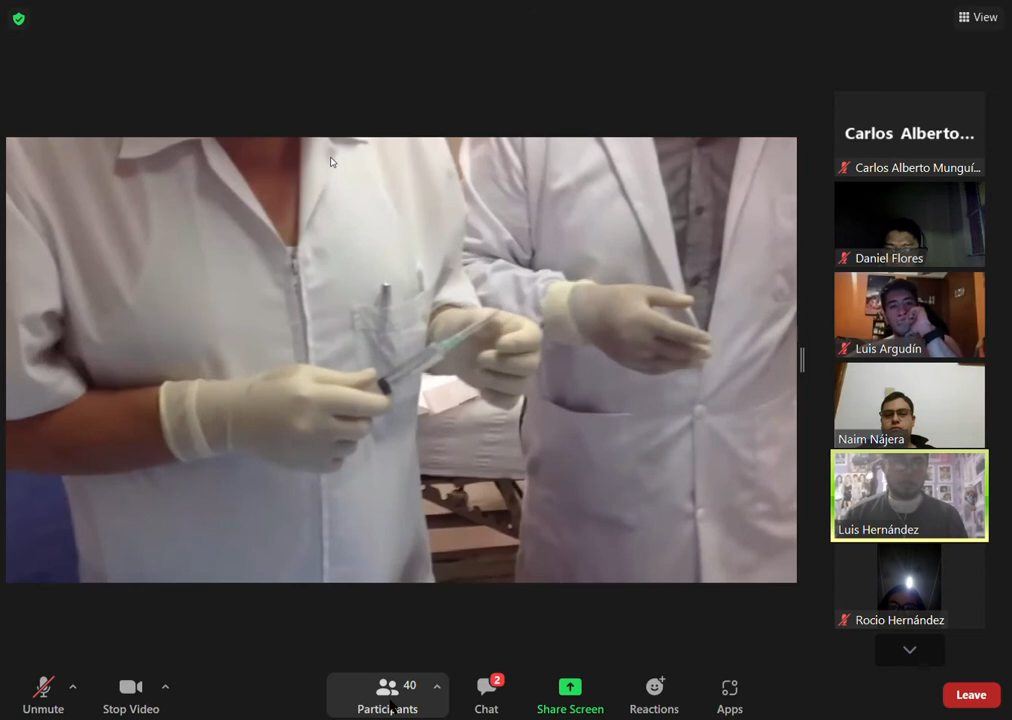 View
Carlos Alberto...
Carlos Alberto Munguí...
Daniel Flores
Luis Argudín
Naim Nájera
Luis Hernández
Rocio Hernández
40
2
Unmute
Stop Video
Participants
Chat
Share Screen
Reactions
Apps
Leave